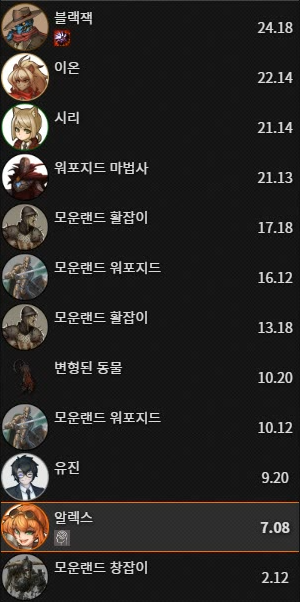 블랙잭
24.18
이온
22.14
시리
21.14
워포지드 마법사
21.13
모운랜드 활잡이
17.18
모운랜드 워포지드
16.12
모운랜드 활잡이
13.18
변형된 동물
10.20
모운랜드 워포지드
10.12
유진
9.20
알렉스
7.08
모운랜드 창잡이
2.12